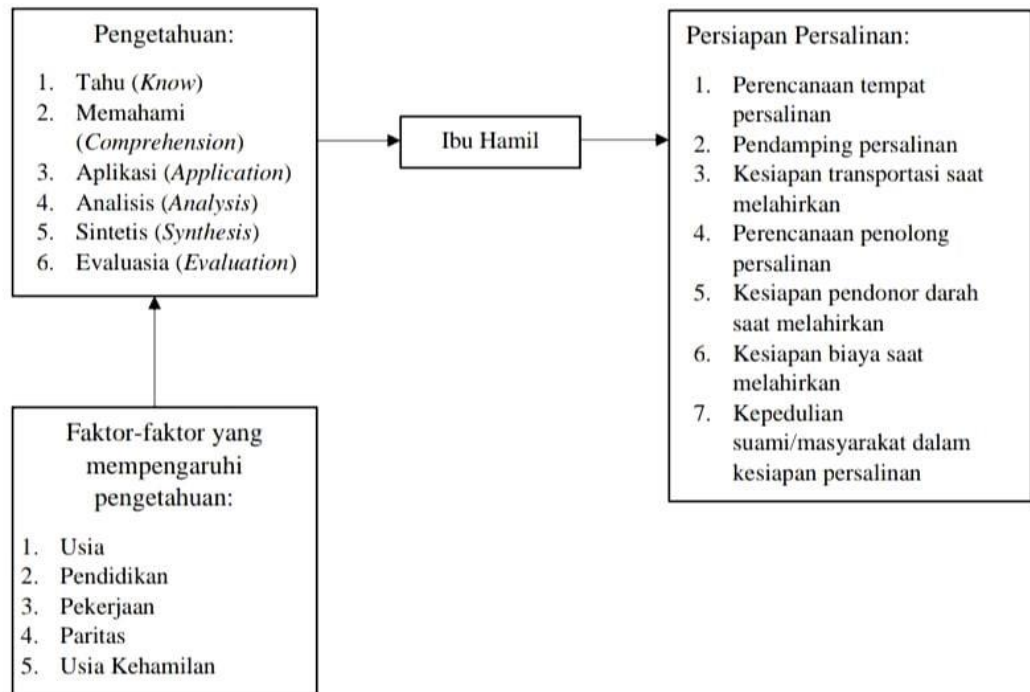 Pengetahuan:
1. Tahu (Know)
2. Memahami
(Comprehension)
3. Aplikasi (Application)
4. Analisis (Analysis)
5. Sintetis (Synthesis)
6. Evaluasia (Evaluation)
Faktor-faktor yang
mempengaruhi
pengetahuan:
1. Usia
2. Pendidikan
3. Pekerjaan
4. Paritas
5. Usia Kehamilan
Ibu Hamil
Persiapan Persalinan:
1. Perencanaan tempat
persalinan
2. Pendamping persalinan
3. Kesiapan transportasi saat
melahirkan
4. Perencanaan penolong
persalinan
5. Kesiapan pendonor darah
saat melahirkan
6. Kesiapan biaya saat
melahirkan
7. Kepedulian
suami/masyarakat dalam
kesiapan persalinan